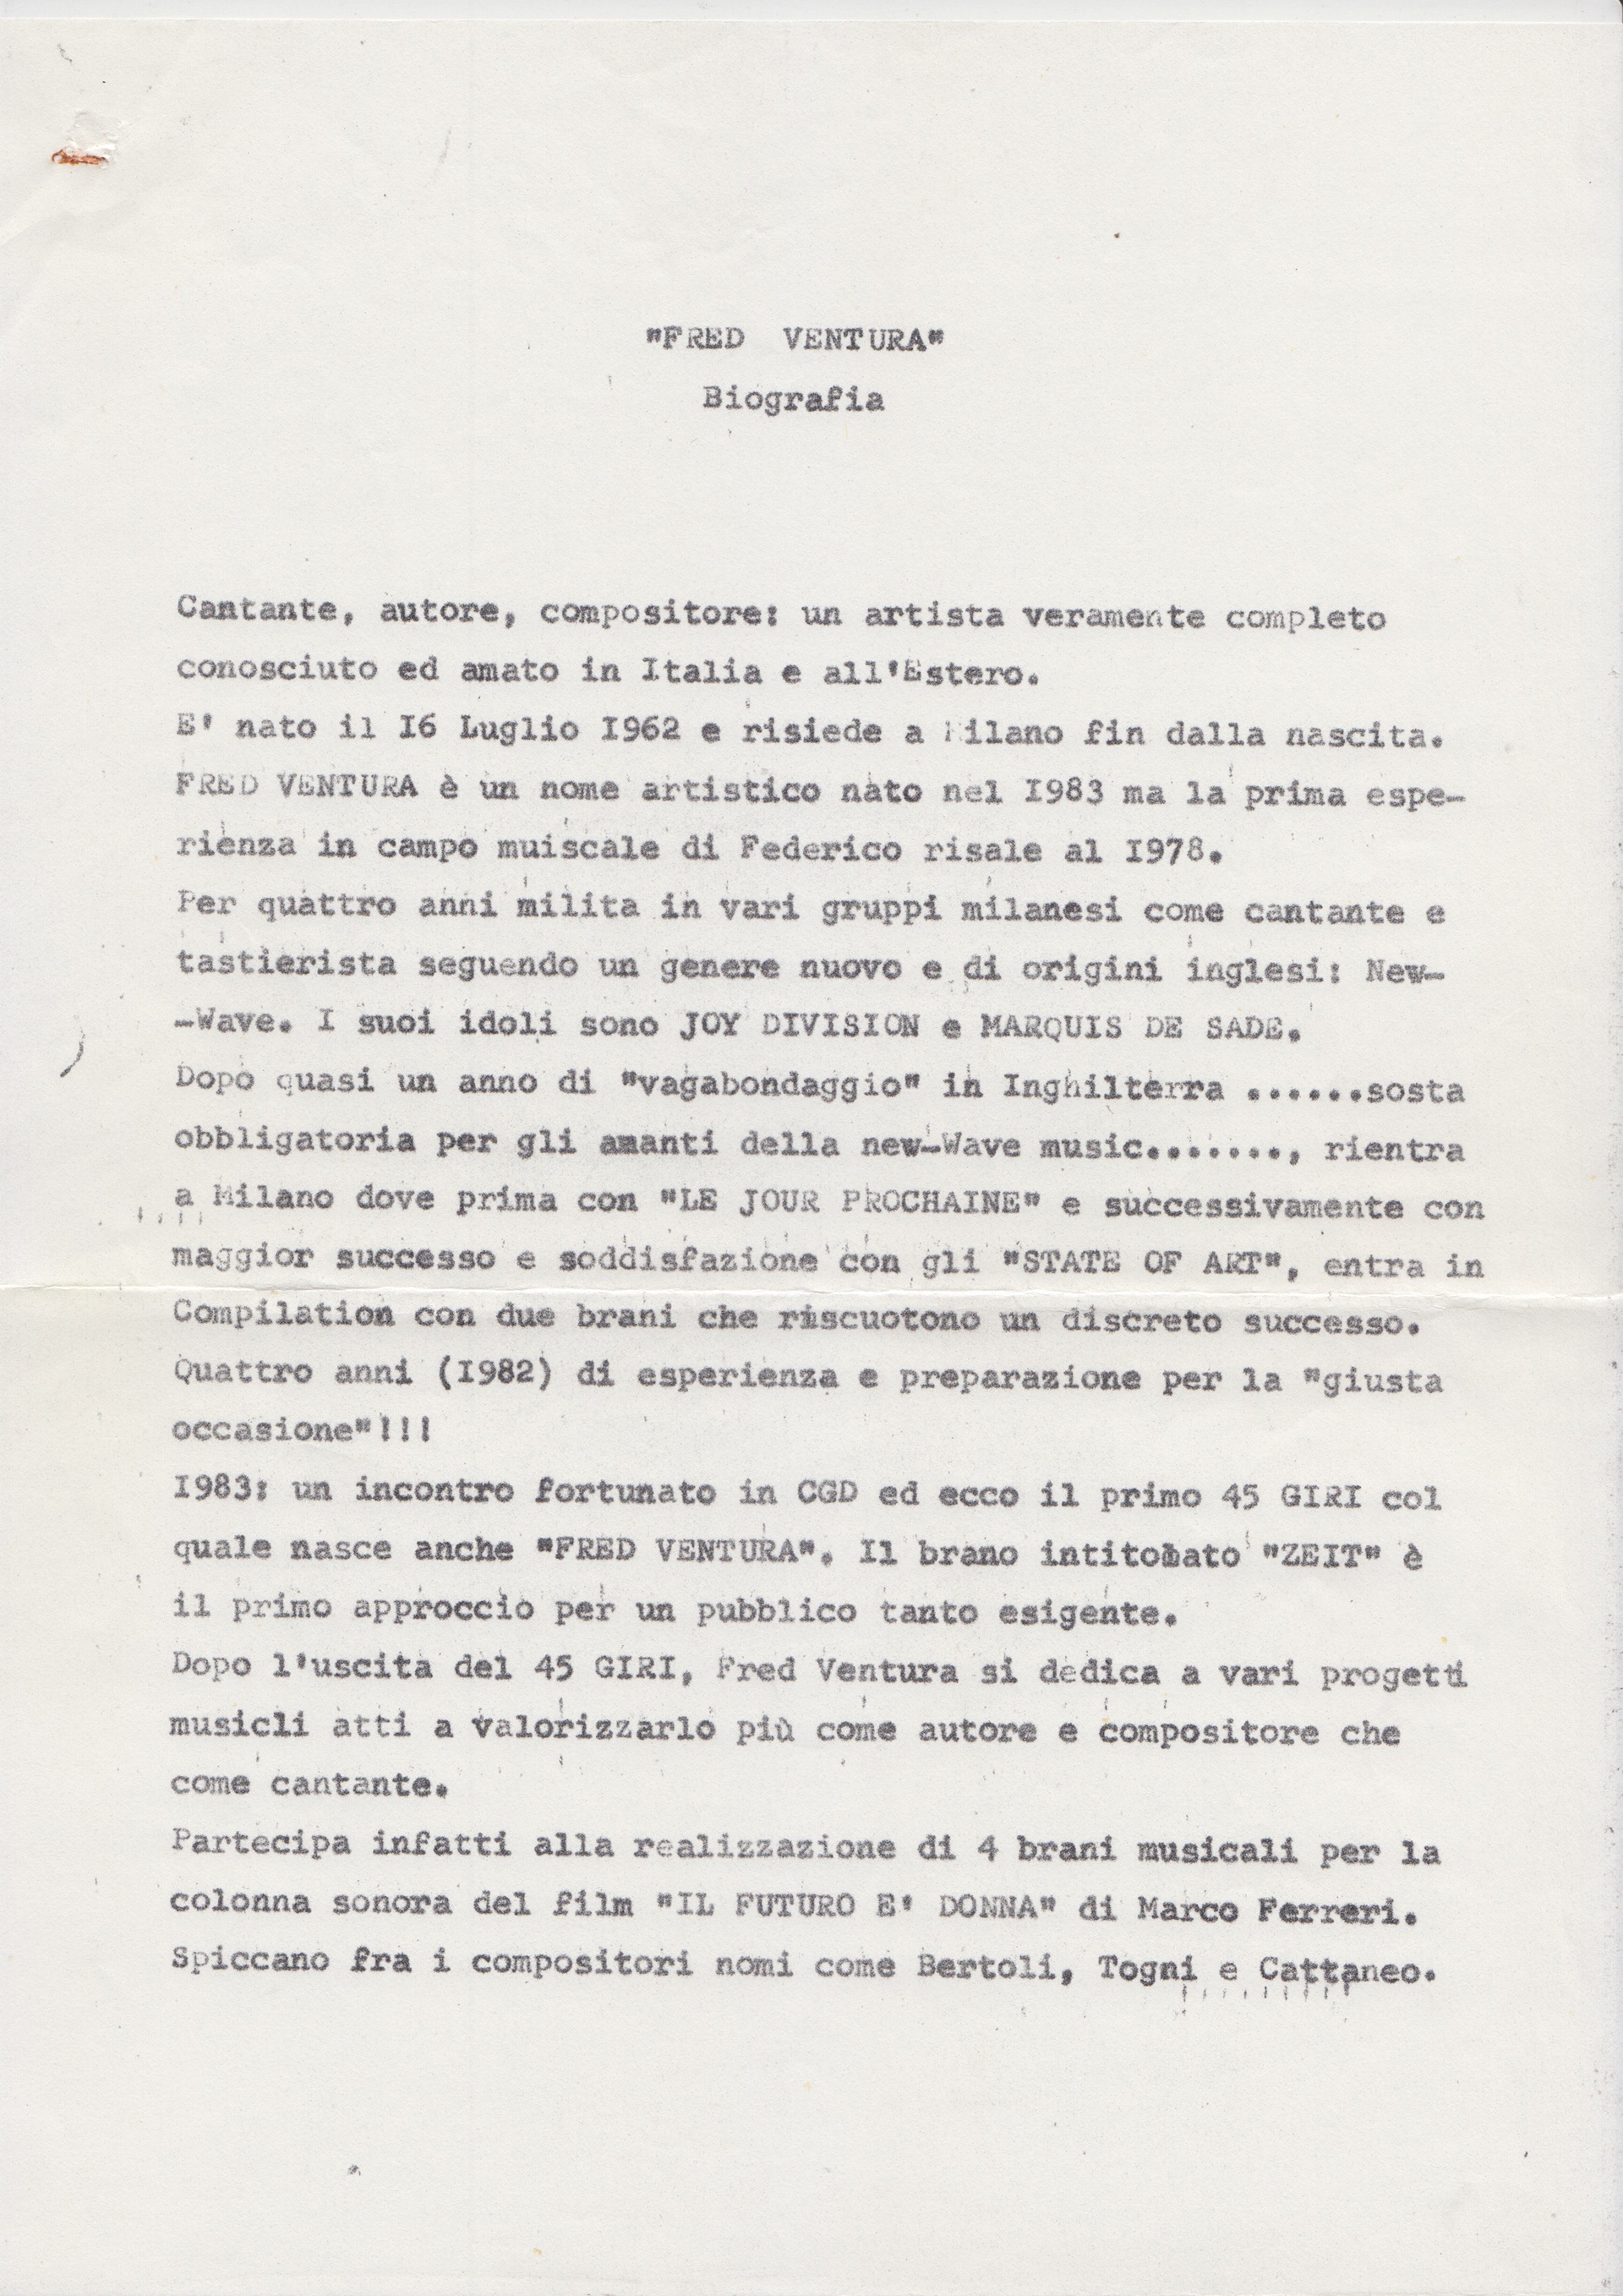 "FRED VENTURA"
Biografia
Cantante, autore, compositore: un artista veramente completo
conosciuto ed amato in Italia e all'Estero.
E' nato il I6 Luglio I962 e risiede a Milano fin dalla nascita.
FRED VENTURA è un nome artistico nato nel I983 ma la prima espe-
rienza in campo muiscale di Federico risale al I978.
Per quattro anni milita in vari gruppi milanesi come cantante e
tastierista seguendo un genere nuovo e di origini inglesi: New-
-Wave. I suoi idoli sono JOY DIVISION e MARQUIS DE SADE.
Dopo quasi un anno di "vagabondaggio" in Inghilterra ......sosta
obbligatoria per gli amanti della new-Wave music......., rientra
a Milano dove prima con "LE JOUR PROCHAINE" e successivamente con
maggior successo e soddisfazione con gli "STATE OF ART", entra in
Compilation con due brani che riscuotono un discreto successo.
Quattro anni (I982) di esperienza e preparazione per la "giusta
occasione"!!!
I983: un incontro fortunato in CGD ed ecco il primo 45 GIRI col
quale nasce anche "FRED VENTURA". Il brano intitolato "ZEIT" è
il primo approccio per un pubblico tanto esigente.
Dopo l'uscita del 45 GIRI, Fred Ventura si dedica a vari progetti
musicli atti a valorizzarlo più come autore e compositore che
come cantante.
Partecipa infatti alla realizzazione di 4 brani musicali per la
colonna sonora del film "IL FUTURO E' DONNA" di Marco Ferreri.
Spiccano fra i compositori nomi come Bertoli, Togni e Cattaneo.